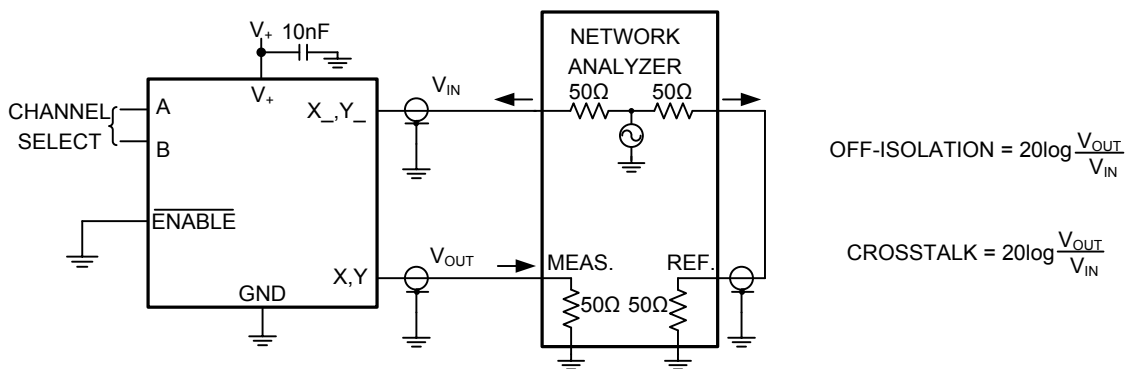 V+ 10nF
V+
CHANNEL
SELECT
A
B
X_,Y_
VIN
ENABLE
X,Y
VOUT
GND
NETWORK
ANALYZER
50Ω 50Ω
MEAS. REF.
50Ω 50Ω
OFF-ISOLATION = 20log VOUT
VIN
CROSSTALK = 20log VOUT
VIN